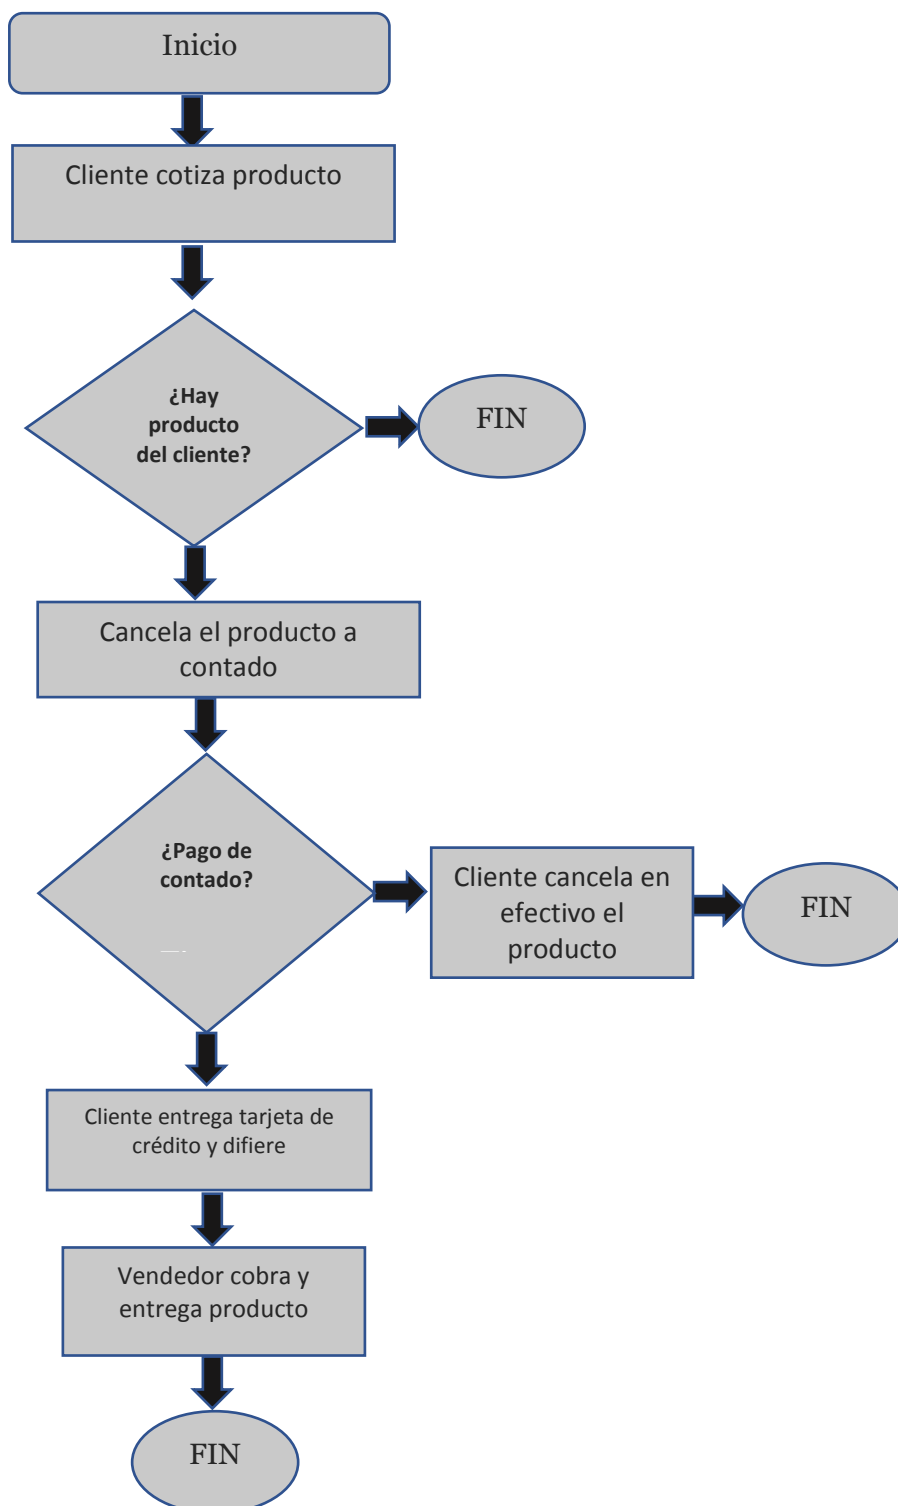 Inicio
Cliente cotiza producto
¿Hay
producto
del cliente?
FIN
Cancela el producto a
contado
¿Pago de
contado?
Cliente cancela en
efectivo el
producto
FIN
Cliente entrega tarjeta de
crédito y difiere
Vendedor cobra y
entrega producto
FIN